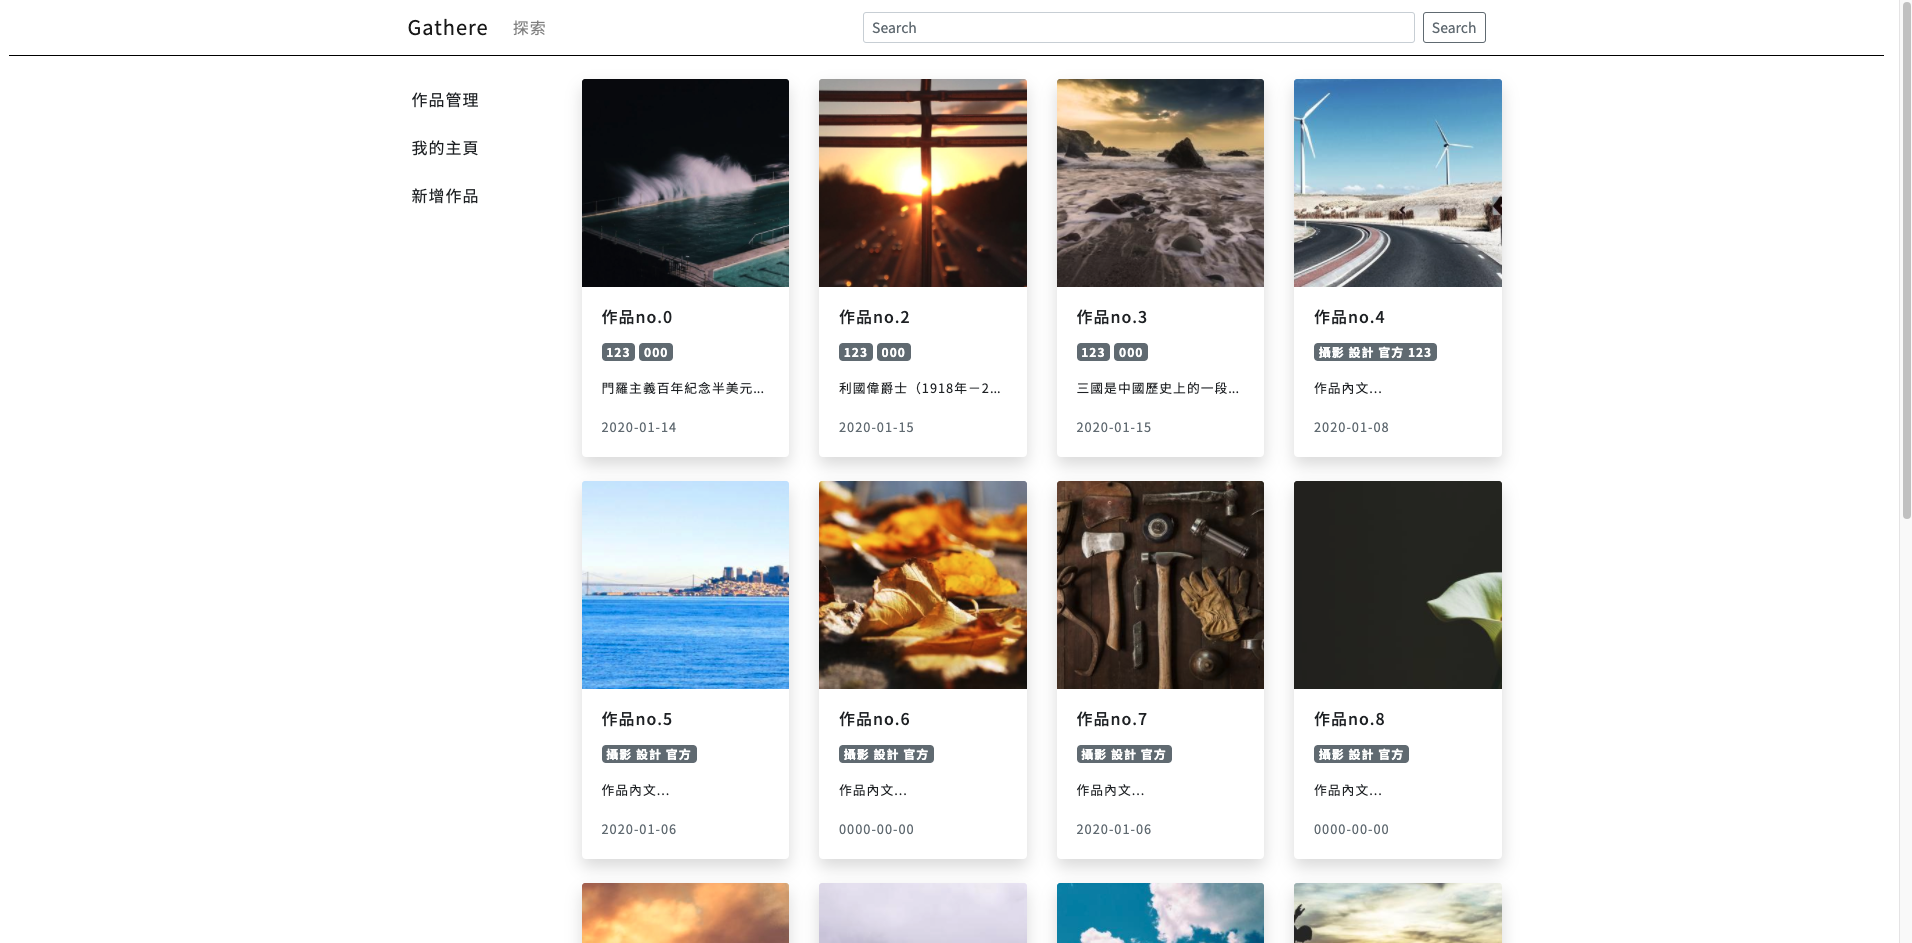 Gathere 探索 Search Search
作品管理
我的主頁
新增作品
作品no.0
123 000
門羅主義百年紀念半美元...
2020-01-14
作品no.2
123 000
利國偉爵士（1918年－2...
2020-01-15
作品no.3
123 000
三國是中國歷史上的一段...
2020-01-15
作品no.4
攝影 設計 官方 123
作品內文...
2020-01-08
作品no.5
攝影 設計 官方
作品內文...
2020-01-06
作品no.6
攝影 設計 官方
作品內文...
0000-00-00
作品no.7
攝影 設計 官方
作品內文...
2020-01-06
作品no.8
攝影 設計 官方
作品內文...
0000-00-00